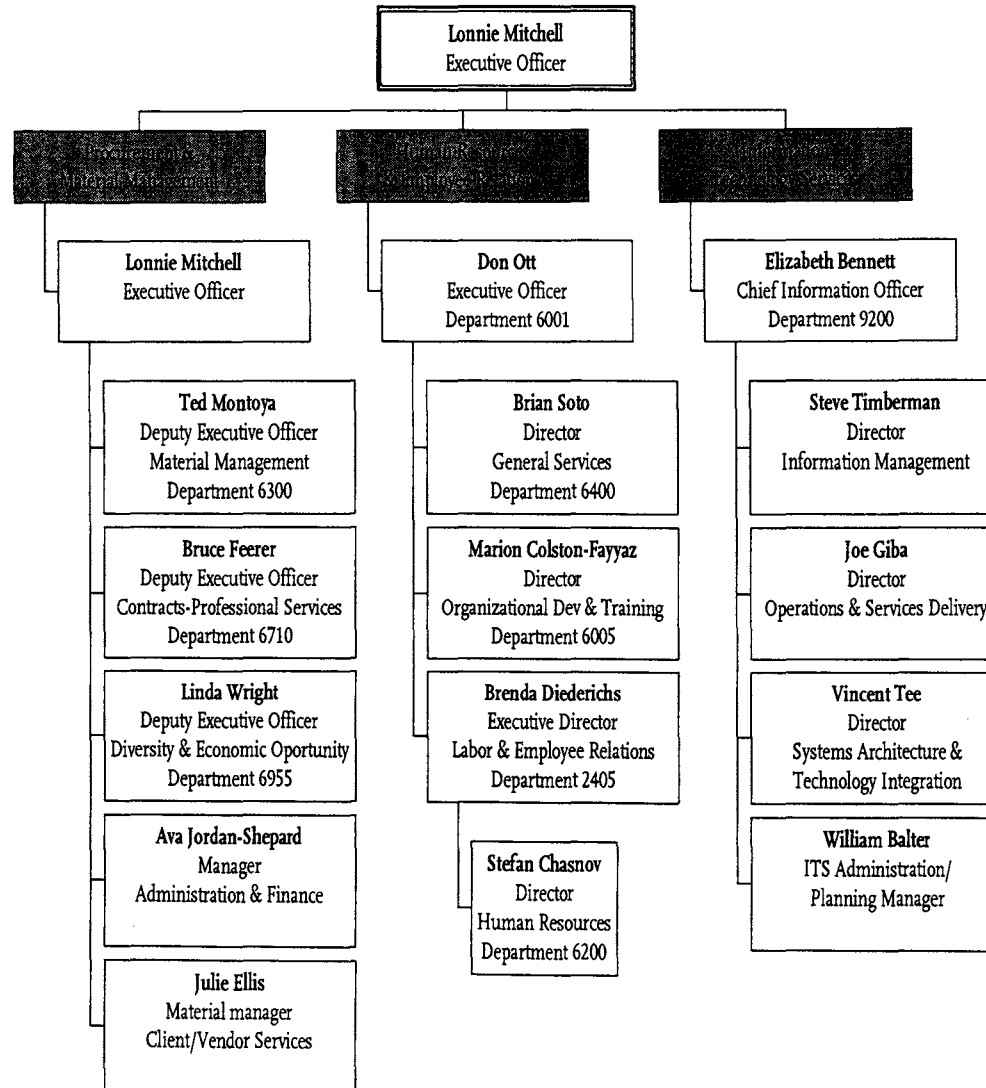 Lonnie Mitchell
Executive Officer
Procurement &
Material Management
Human Resources
Lonnie Mitchell
Executive Officer
Ted Montoya
Deputy Executive Officer
Material Management
Department 6300
Bruce Feerer
Deputy Executive Officer
Contracts-Professional Services
Department 6710
Linda Wright
Deputy Executive Officer
Diversity & Economic Oportunity
Department 6955
Ava Jordan-Shepard
Manager
Administration & Finance
Julie Ellis
Material manager
Client/Vendor Services
Don Ott
Executive Officer
Department 6001
Brian Soto
Director
General Services
Department 6400
Marion Colston-Fayyaz
Director
Organizational Dev & Training
Department 6005
Brenda Diederichs
Executive Director
Labor & Employee Relations
Department 2405
Stefan Chasnov
Director
Human Resources
Department 6200
Elizabeth Bennett
Chief Information Officer
Department 9200
Steve Timberman
Director
Information Management
Joe Giba
Director
Operations & Services Delivery
Vincent Tee
Director
Systems Architecture &
Technology Integration
William Balter
ITS Administration/
Planning Manager